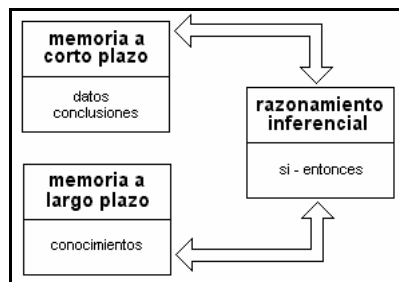 memoria a
corto plazo
datos
conclusiones
razonamiento
inferencial
si - entonces
memoria a
largo plazo
conocimientos